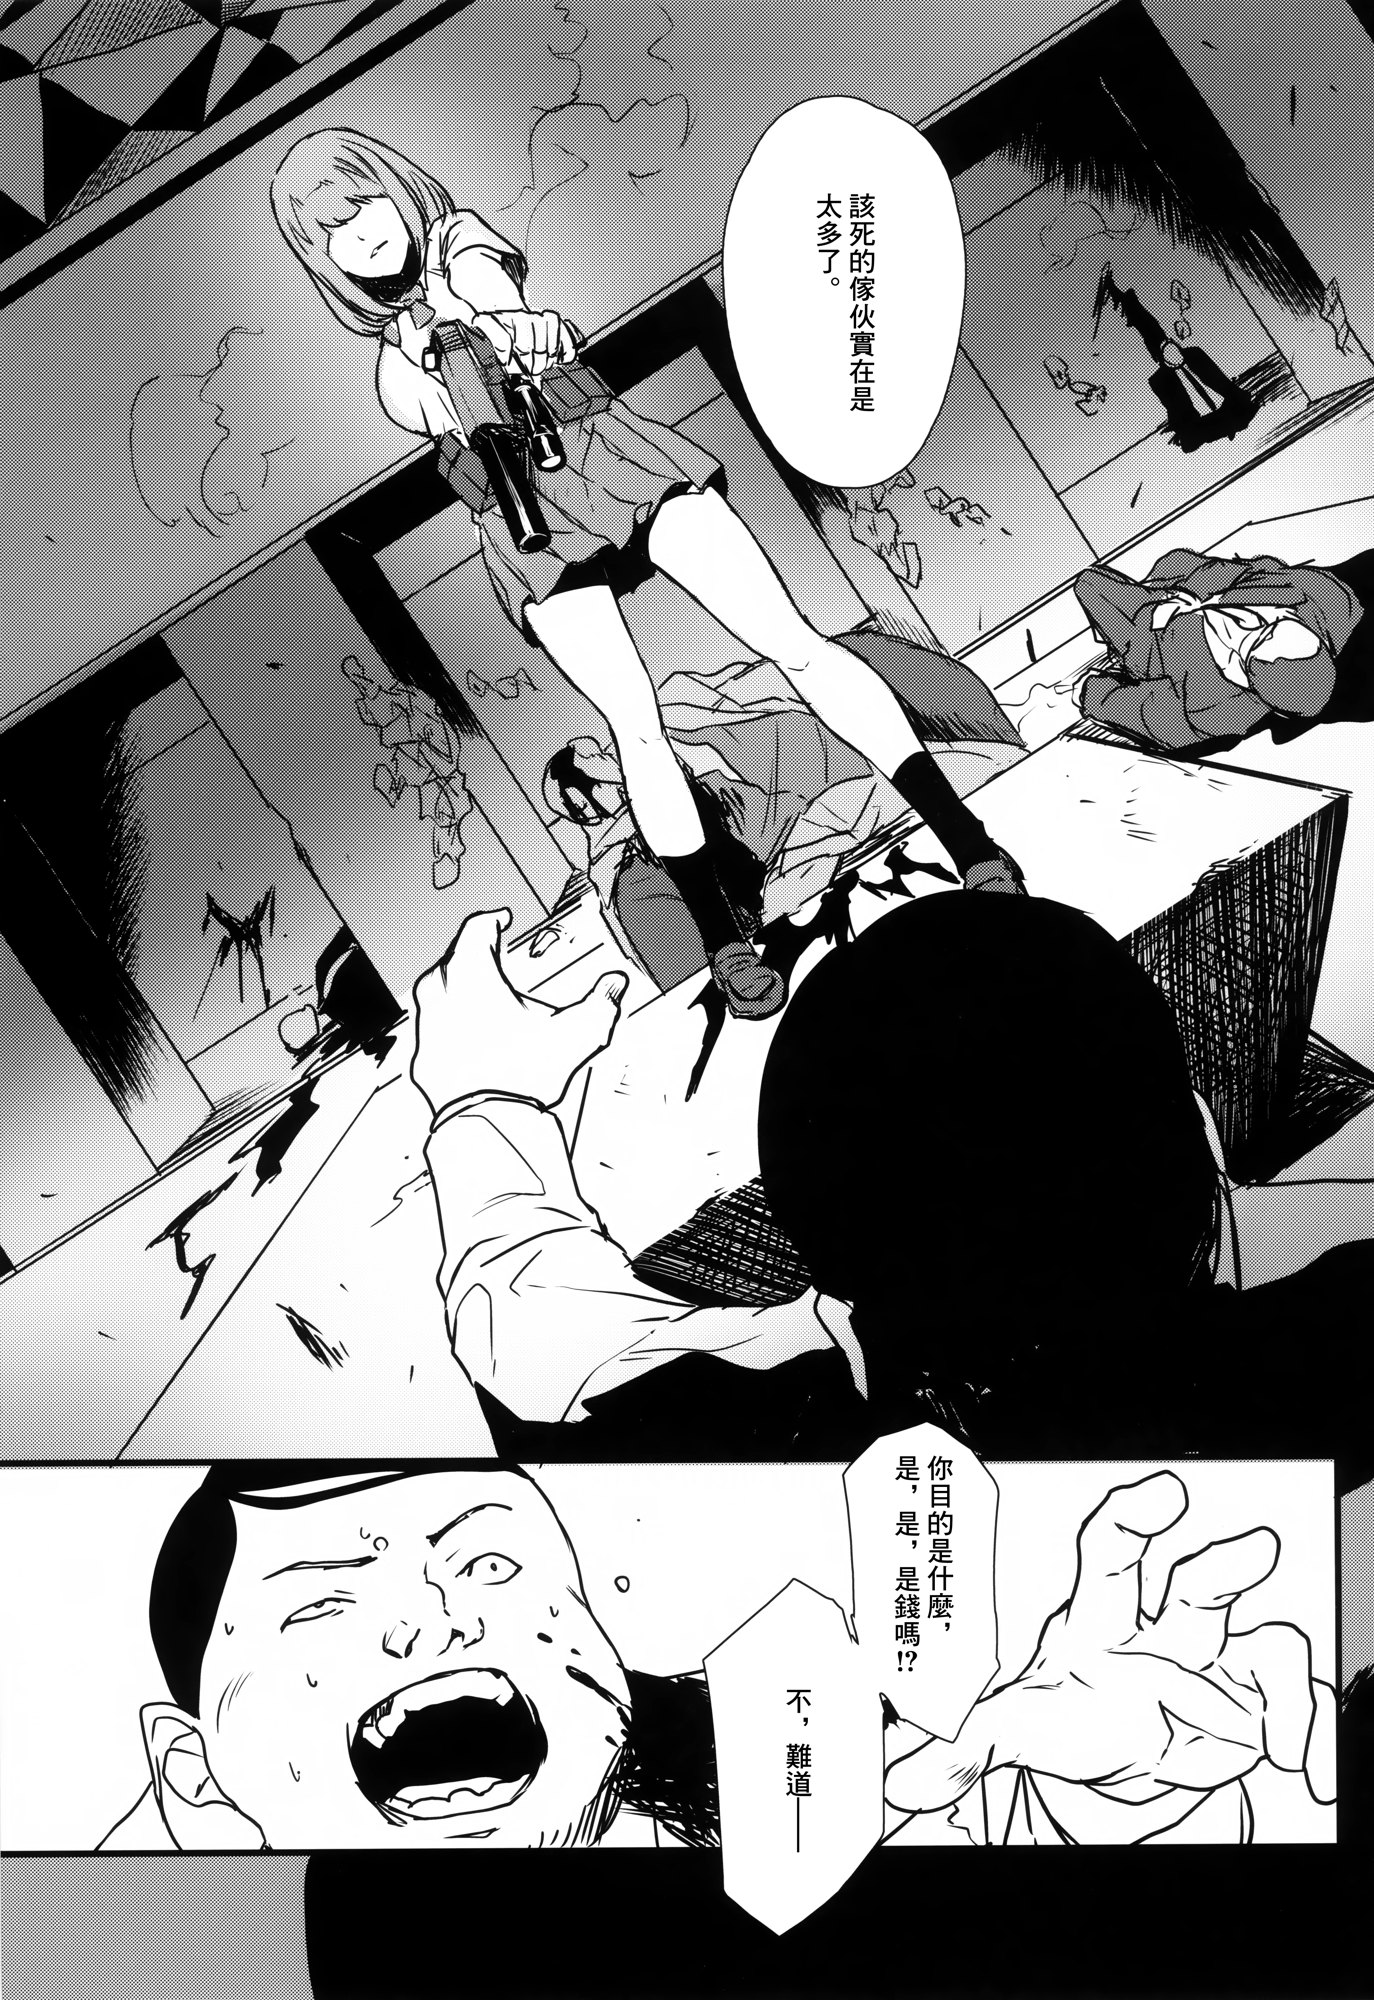 該死的傢伙實在是
太多了。
你目的是什麼，
是，是，是錢嗎!?
不，難道——